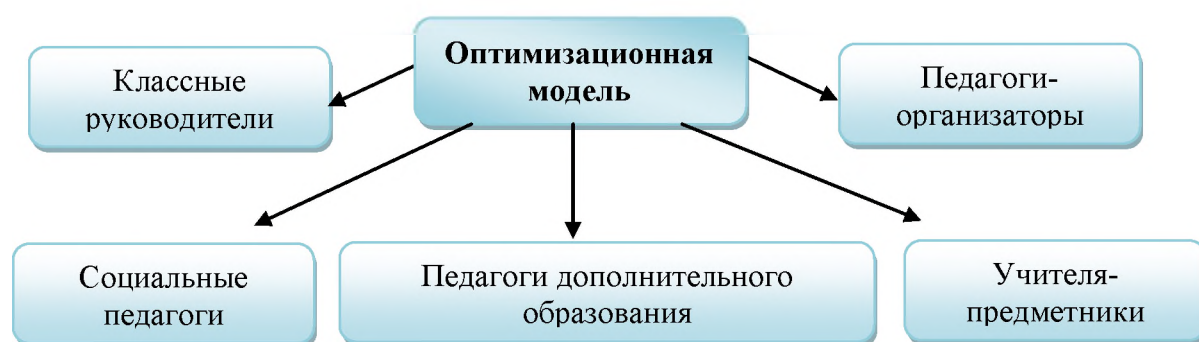 Оптимизационная
модель
Классные
руководители
Педагоги-
организаторы
Социальные
педагоги
Педагоги дополнительного
образования
Учителя-
предметники